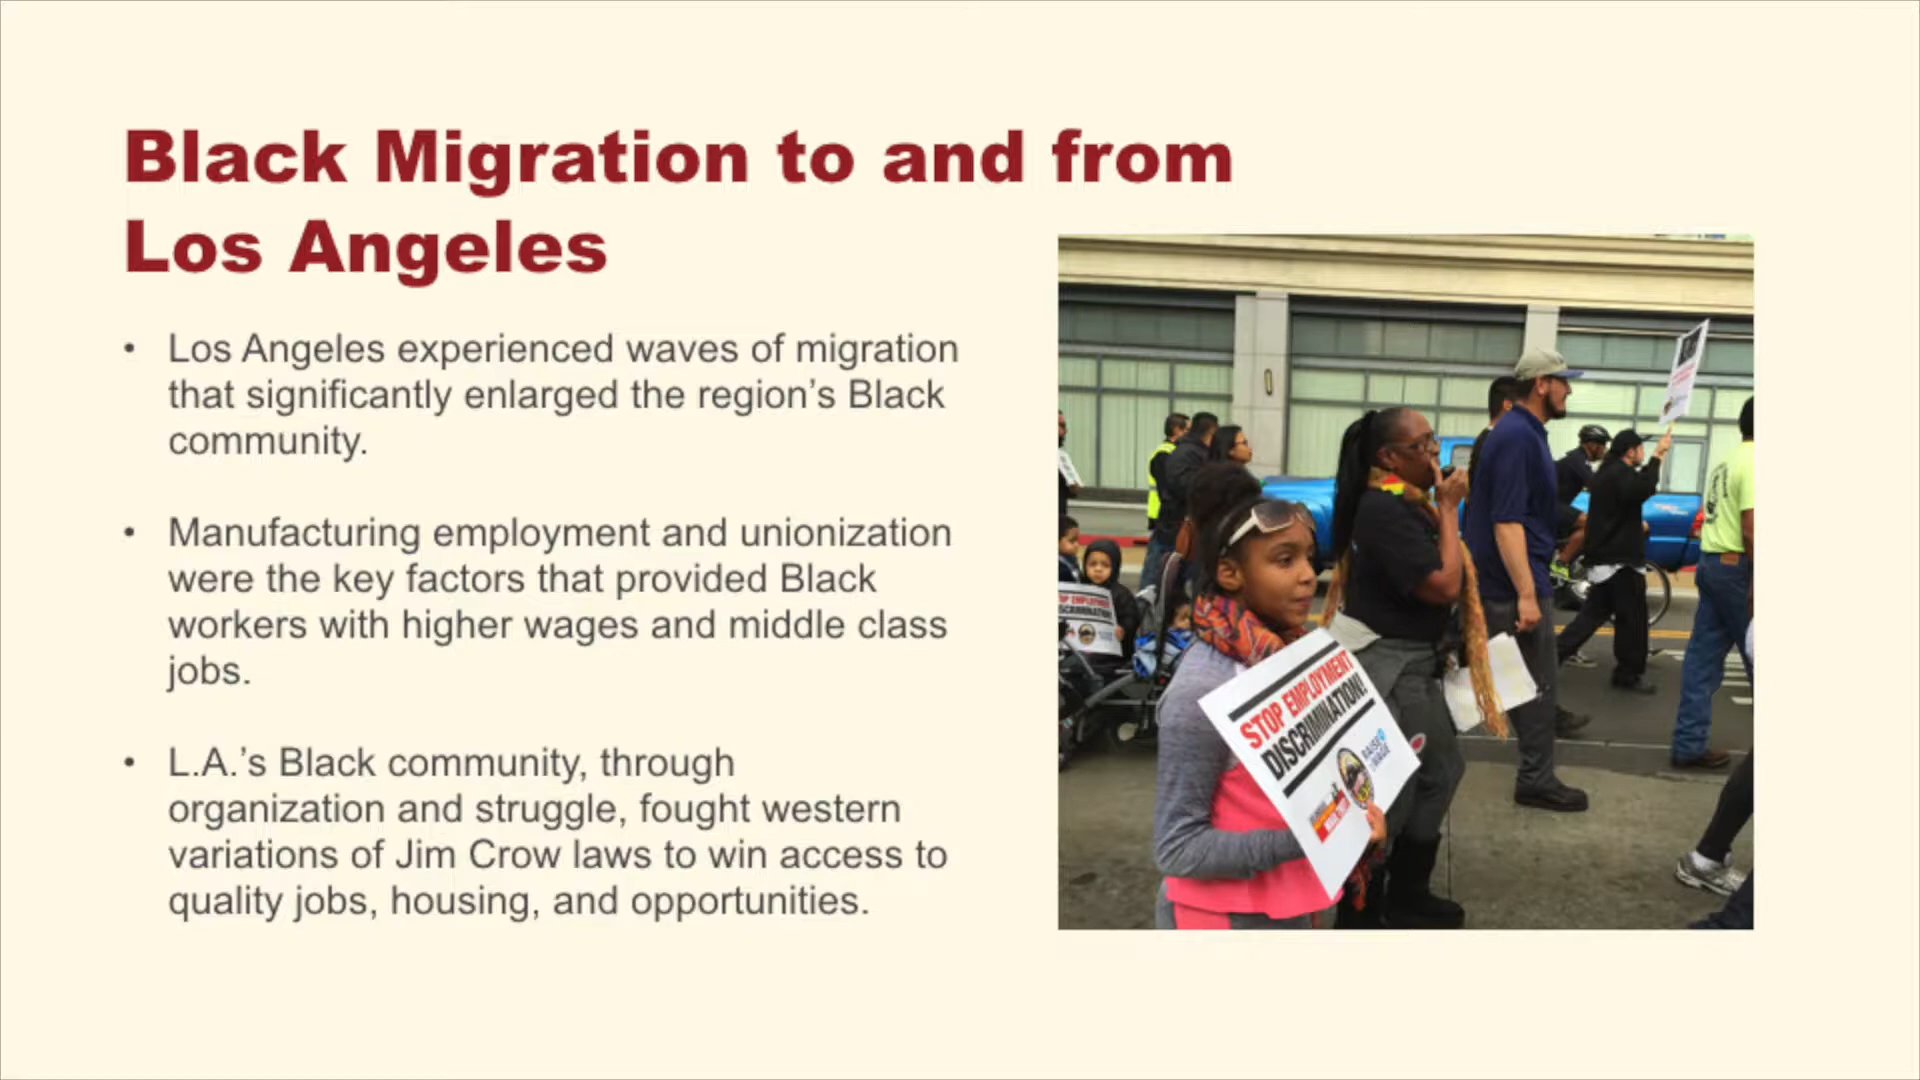 Black Migration to and from
Los Angeles
• Los Angeles experienced waves of migration
that significantly enlarged the region’s Black
community.
• Manufacturing employment and unionization
were the key factors that provided Black
workers with higher wages and middle class
jobs.
• L.A.’s Black community, through
organization and struggle, fought western
variations of Jim Crow laws to win access to
quality jobs, housing, and opportunities.
STOP EMPLOYMENT
DISCRIMINATION!
RAISE
WAGE